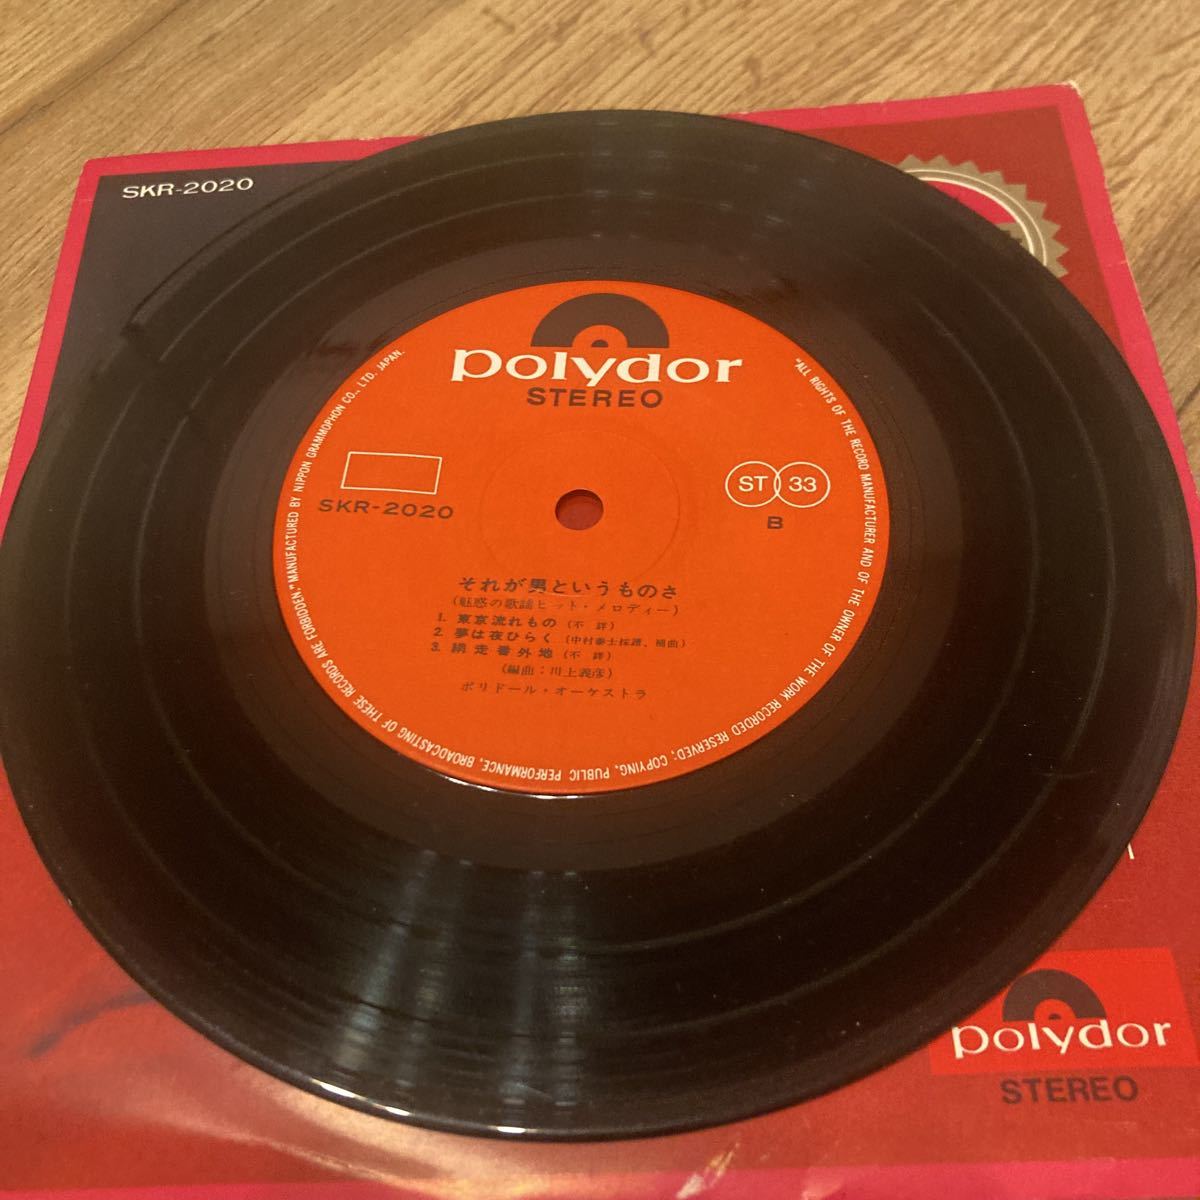 SKR-2020
polydor
STEREO
SKR-2020
ST 33
B
それが男というものさ
(魅惑の歌謡ヒット・メロディー)
1. 東京流れもの (不詳)
2. 夢は夜ひらく (中村泰士採譜、補曲)
3. 網走番外地 (不詳)
(編曲:川上義彦)
ポリドール・オーケストラ
"ALL RIGHTS OF THE RECORD MANUFACTURER AND OF THE OWNER OF THE WORK RECORDED RESERVED; COPYING, PUBLIC PERFORMANCE, BROADCASTING OF THESE RECORDS ARE FORBIDDEN." MANUFACTURED BY NIPPON GRAMMOPHON CO., LTD. JAPAN.
polydor
STEREO